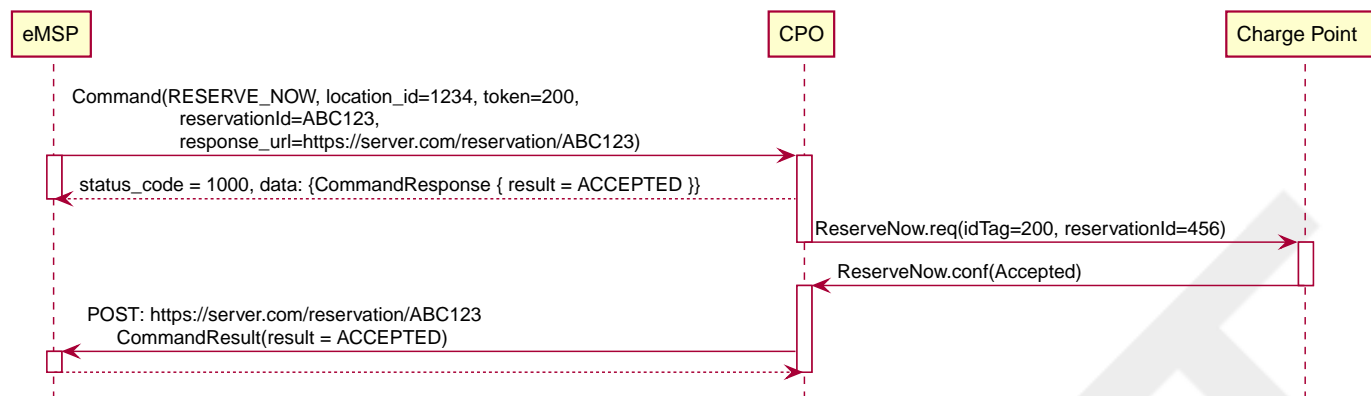 eMSP
CPO
Charge Point
Command(RESERVE_NOW, location_id=1234, token=200,
reservationId=ABC123,
response_url=https://server.com/reservation/ABC123)
status_code = 1000, data: {CommandResponse { result = ACCEPTED }}
ReserveNow.req(idTag=200, reservationId=456)
ReserveNow.conf(Accepted)
POST: https://server.com/reservation/ABC123
CommandResult(result = ACCEPTED)